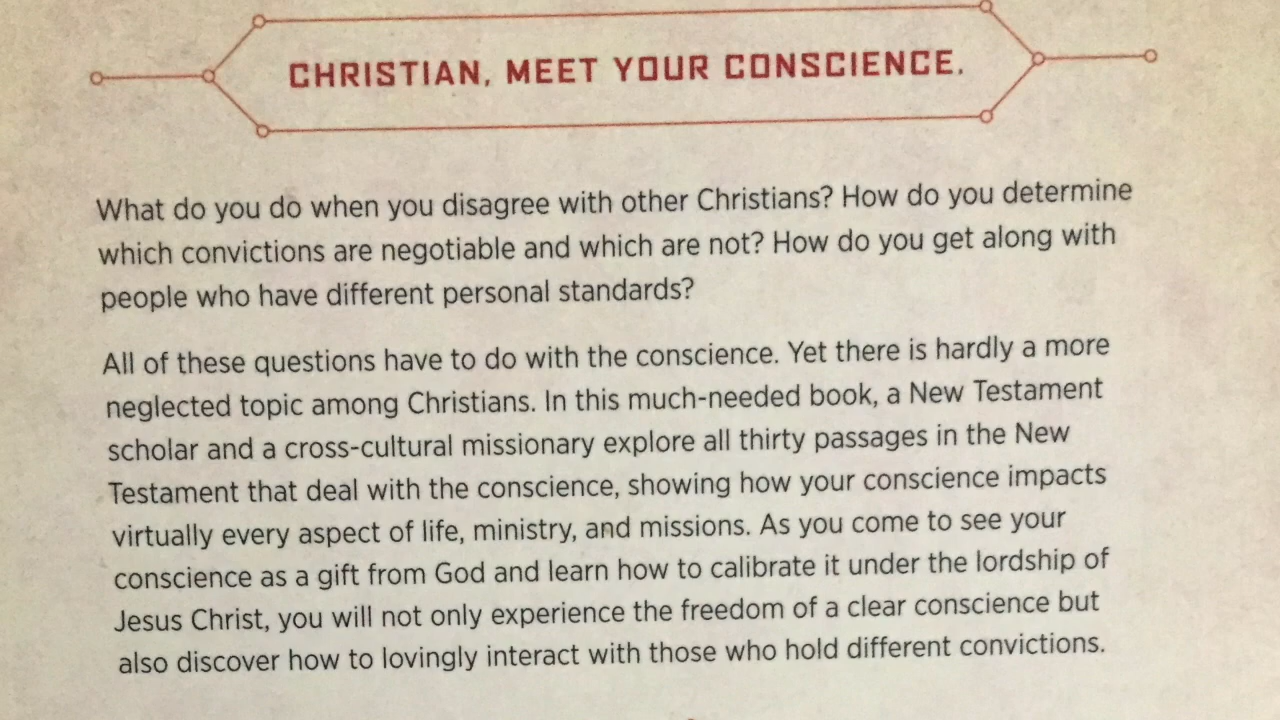 CHRISTIAN, MEET YOUR CONSCIENCE.
What do you do when you disagree with other Christians? How do you determine
which convictions are negotiable and which are not? How do you get along with
people who have different personal standards?
All of these questions have to do with the conscience. Yet there is hardly a more
neglected topic among Christians. In this much-needed book, a New Testament
scholar and a cross-cultural missionary explore all thirty passages in the New
Testament that deal with the conscience, showing how your conscience impacts
virtually every aspect of life, ministry, and missions. As you come to see your
conscience as a gift from God and learn how to calibrate it under the lordship of
Jesus Christ, you will not only experience the freedom of a clear conscience but
also discover how to lovingly interact with those who hold different convictions.